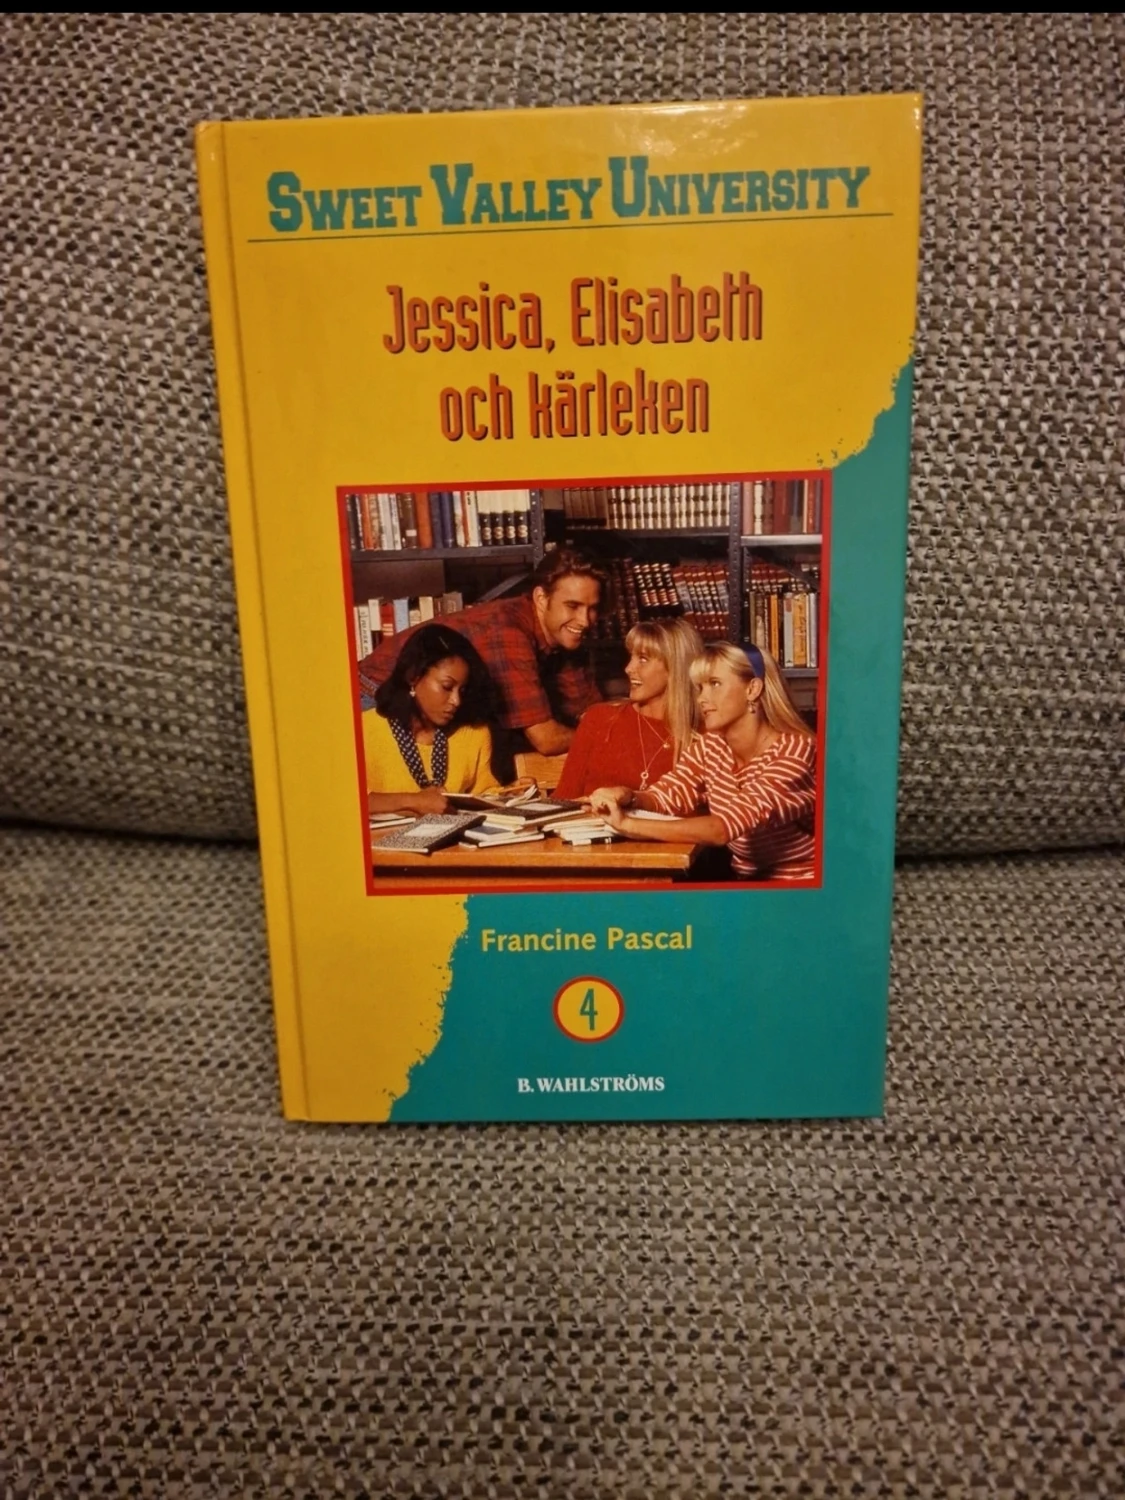 SWEET VALLEY UNIVERSITY
Jessica, Elisabeth
och kärleken
Francine Pascal
4
B. WAHLSTRÖMS